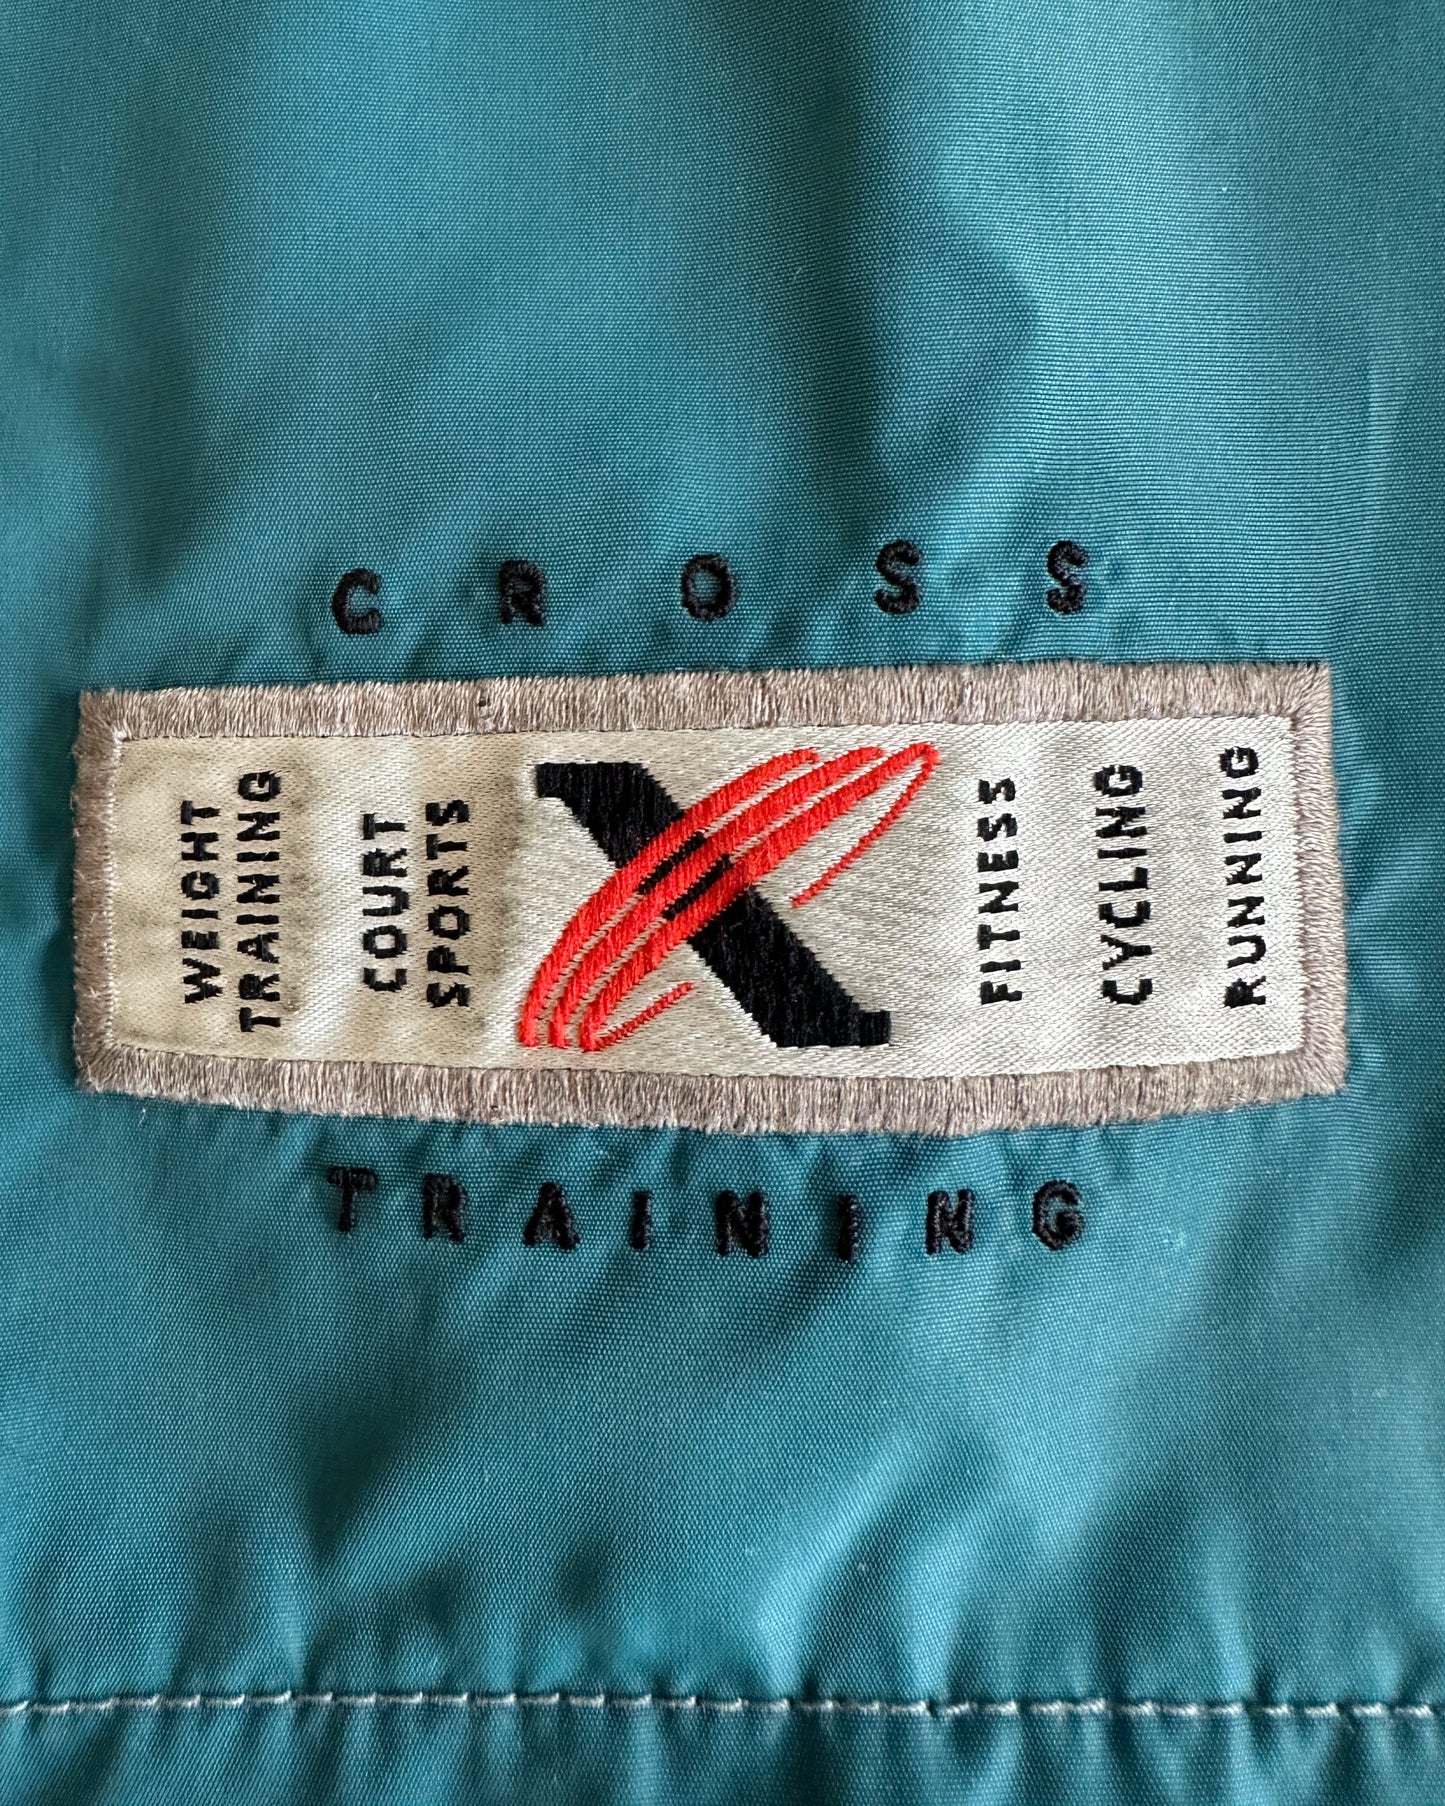 CROSS
WEIGHT
TRAINING
COURT
SPORTS
X
FITNESS
CYCLING
RUNNING
TRAINING